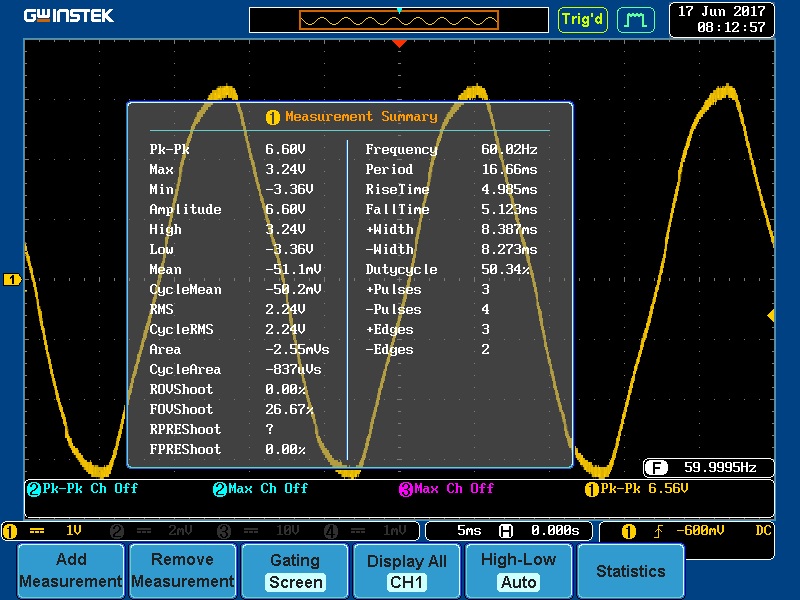 GWINSTEK
Trig'd
17 Jun 2017
08:12:57
1 Measurement Summary
Pk-Pk 6.60V
Max 3.24V
Min -3.36V
Amplitude 6.60V
High 3.24V
Low -3.36V
Mean -51.1mV
CycleMean -50.2mV
RMS 2.24V
CycleRMS 2.24V
Area -2.55mVs
CycleArea -837uVs
ROVShoot 0.00%
FOVShoot 26.67%
RPREShoot ?
FPREShoot 0.00%
Frequency 60.02Hz
Period 16.66ms
RiseTime 4.985ms
FallTime 5.123ms
+Width 8.387ms
-Width 8.273ms
Dutycycle 50.34%
+Pulses 3
-Pulses 4
+Edges 3
-Edges 2
1
F 59.9995Hz
2 Pk-Pk Ch Off 2 Max Ch Off 3 Max Ch Off 1 Pk-Pk 6.56V
1 1V 2 2mV 3 10V 4 1mV 5ms H 0.000s 1 -600mV DC
Add Measurement
Remove Measurement
Gating
Screen
Display All
CH1
High-Low
Auto
Statistics